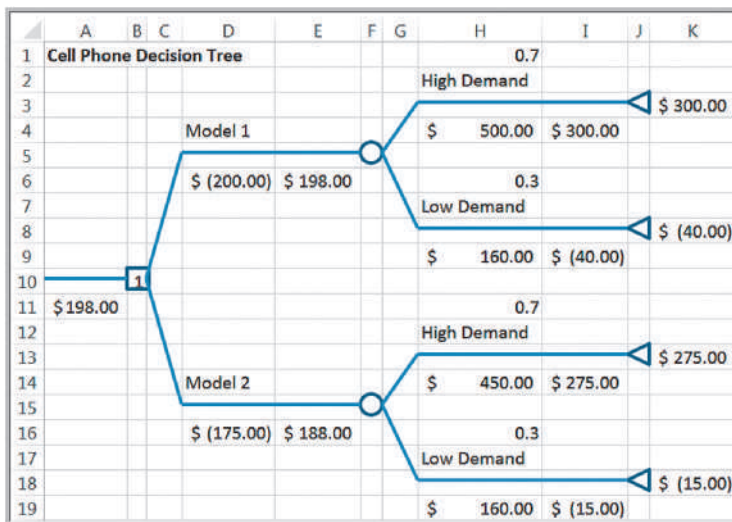 A B C D E F G H I J K
1 Cell Phone Decision Tree 0.7
2 High Demand
3 $ 300.00
4 Model 1 $ 500.00 $ 300.00
5
6 $ (200.00) $ 198.00 0.3
7 Low Demand
8 $ (40.00)
9 $ 160.00 $ (40.00)
10 1
11 $198.00 0.7
12 High Demand
13 $ 275.00
14 Model 2 $ 450.00 $ 275.00
15
16 $ (175.00) $ 188.00 0.3
17 Low Demand
18 $ (15.00)
19 $ 160.00 $ (15.00)